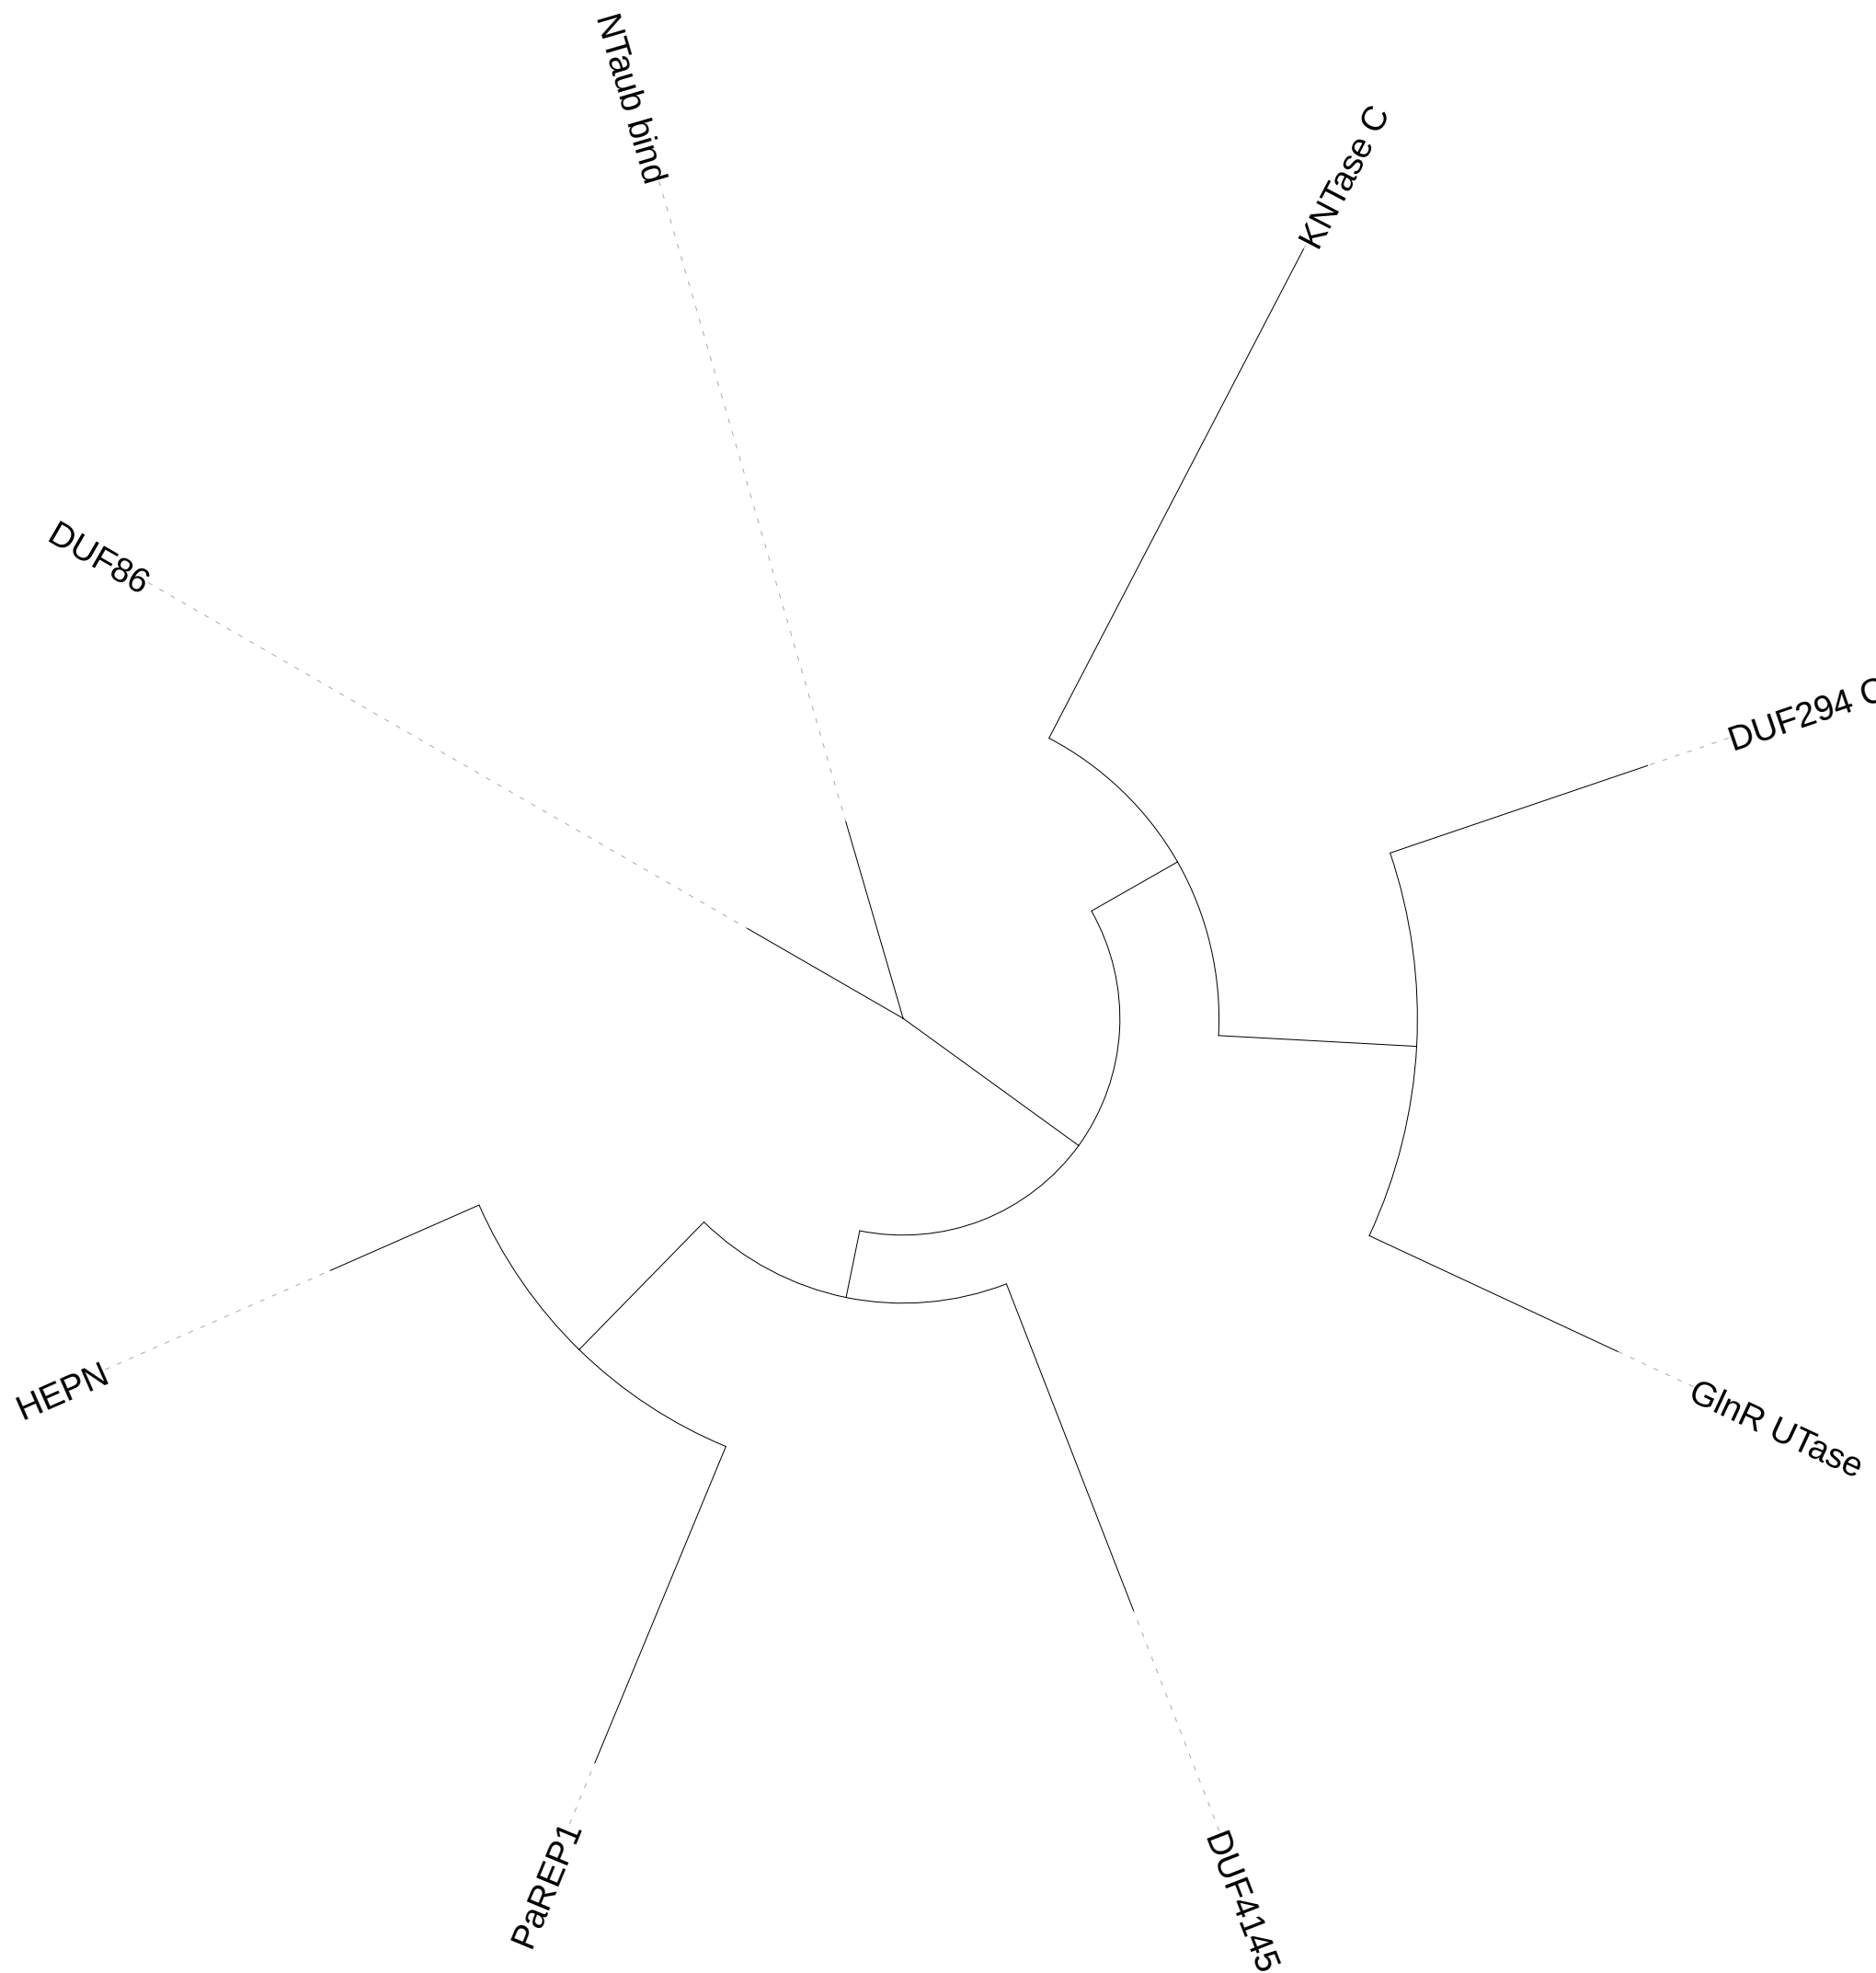 NTaub bind
KNTase C
DUF86
DUF294 C
HEPN
GlnR UTase
PaREP1
DUF4145